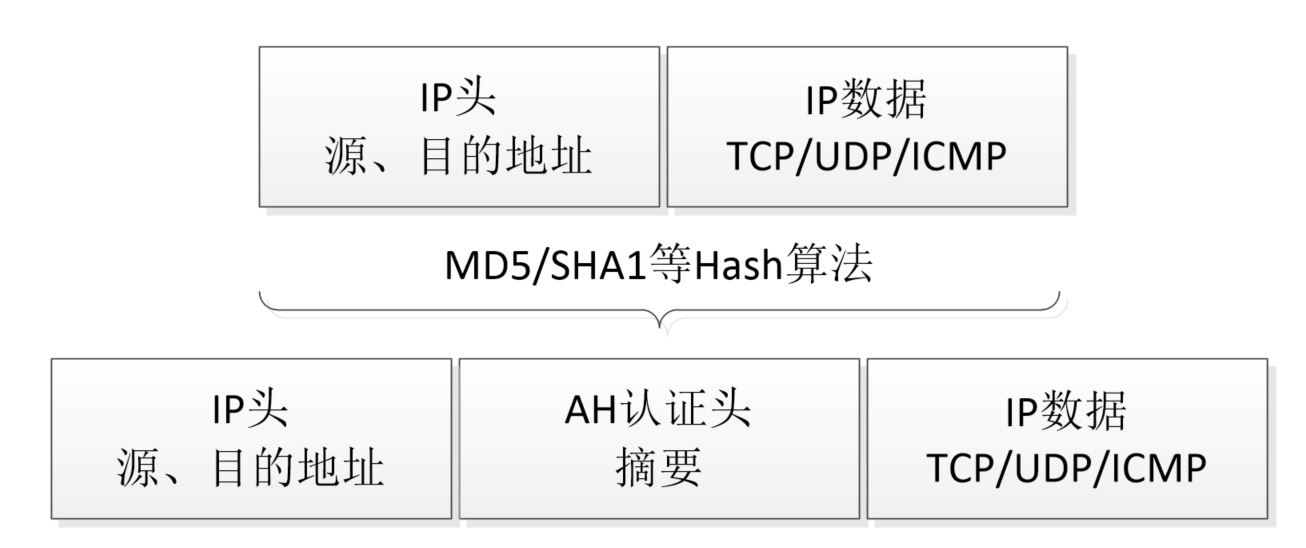 IP头
源、目的地址
IP数据
TCP/UDP/ICMP
MD5/SHA1等Hash算法
IP头
源、目的地址
AH认证头
摘要
IP数据
TCP/UDP/ICMP